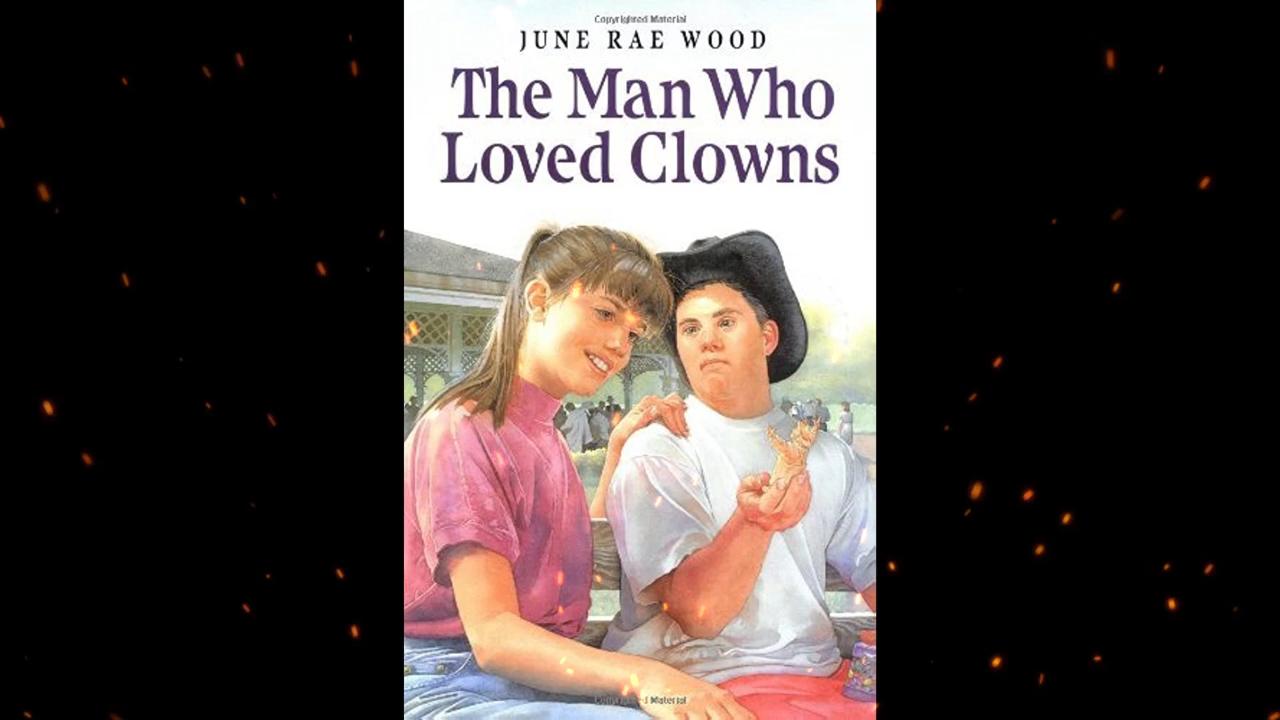 Copyrighted Material
JUNE RAE WOOD
The Man Who
Loved Clowns
Copyrighted Material